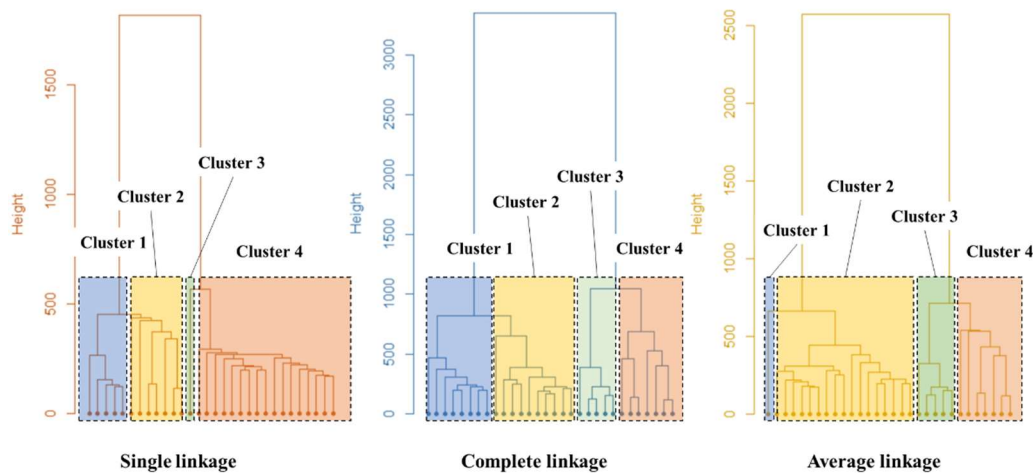 Height
0
500
1000
1500
Cluster 1
Cluster 2
Cluster 3
Cluster 4
Single linkage
Height
0
500
1000
1500
2000
2500
3000
Cluster 1
Cluster 2
Cluster 3
Cluster 4
Complete linkage
Height
0
500
1000
1500
2000
2500
Cluster 1
Cluster 2
Cluster 3
Cluster 4
Average linkage